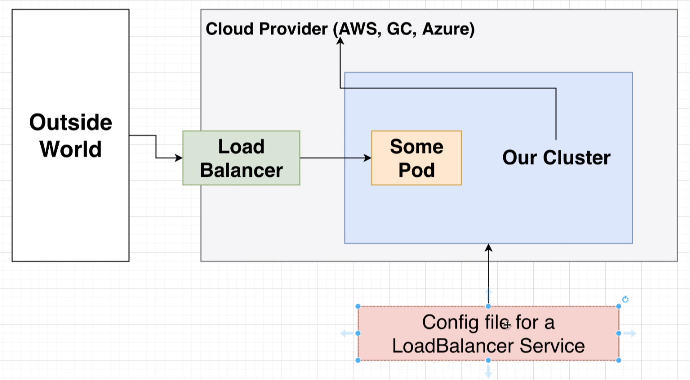 Cloud Provider (AWS, GC, Azure)
Outside
World
Load
Balancer
Some
Pod
Our Cluster
Config file for a
LoadBalancer Service